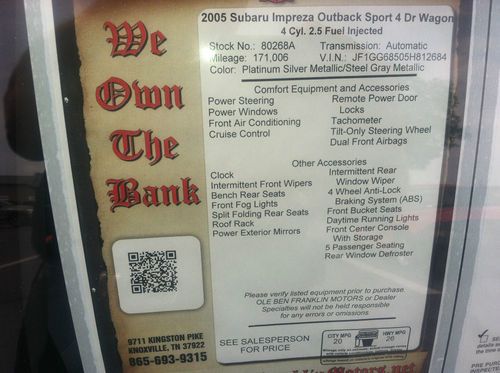 We
Own
The
Bank
9711 KINGSTON PIKE
KNOXVILLE, TN 37922
865-693-9315
2005 Subaru Impreza Outback Sport 4 Dr Wagon
4 Cyl. 2.5 Fuel Injected
Stock No.: 80268A Transmission: Automatic
Mileage: 171,006 V.I.N.: JF1GG68505H812684
Color: Platinum Silver Metallic/Steel Gray Metallic
Comfort Equipment and Accessories
Power Steering
Power Windows
Front Air Conditioning
Cruise Control
Remote Power Door
Locks
Tachometer
Tilt-Only Steering Wheel
Dual Front Airbags
Other Accessories
Clock
Intermittent Front Wipers
Bench Rear Seats
Front Fog Lights
Split Folding Rear Seats
Roof Rack
Power Exterior Mirrors
Intermittent Rear
Window Wiper
4 Wheel Anti-Lock
Braking System (ABS)
Front Bucket Seats
Daytime Running Lights
Front Center Console
With Storage
5 Passenger Seating
Rear Window Defroster
Please verify listed equipment prior to purchase.
OLE BEN FRANKLIN MOTORS or Dealer
Specialties will not be held responsible
for any errors or omissions.
SEE SALESPERSON
FOR PRICE
CITY MPG
20
HWY MPG
26
Motors.net